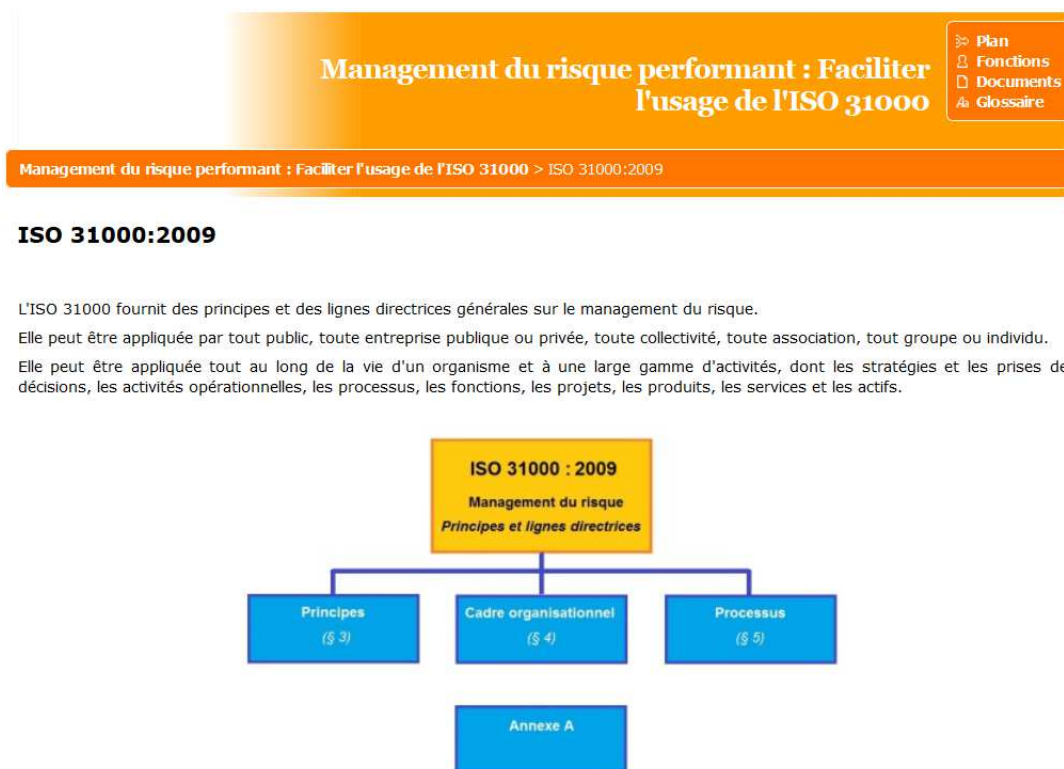 Management du risque performant : Faciliter
l'usage de l'ISO 31000
Plan
Fonctions
Documents
Aa Glossaire
Management du risque performant : Faciliter l'usage de l'ISO 31000 > ISO 31000:2009
ISO 31000:2009
L'ISO 31000 fournit des principes et des lignes directrices générales sur le management du risque.
Elle peut être appliquée par tout public, toute entreprise publique ou privée, toute collectivité, toute association, tout groupe ou individu.
Elle peut être appliquée tout au long de la vie d'un organisme et à une large gamme d'activités, dont les stratégies et les prises de
décisions, les activités opérationnelles, les processus, les fonctions, les projets, les produits, les services et les actifs.
ISO 31000 : 2009
Management du risque
Principes et lignes directrices
Principes
(§ 3)
Cadre organisationnel
(§ 4)
Processus
(§ 5)
Annexe A